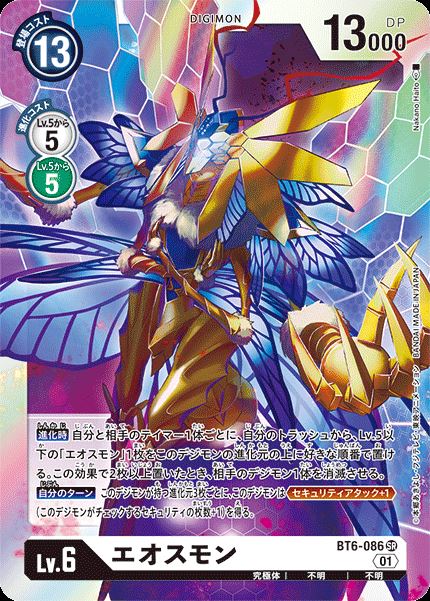 登場コスト
13
DIGIMON
DP
13000
進化コスト
Lv.5から
5
Lv.5から
5
Nakano Haito
BANDAI MADE IN JAPAN
進化時 自分と相手のテイマー1体ごとに、自分のトラッシュから、Lv.5以
下の「エオスモン」1枚をこのデジモンの進化元の上に好きな順番で置け
る。この効果で2枚以上置いたとき、相手のデジモン1体を消滅させる。
自分のターン このデジモンが持つ進化元3枚ごとに、このデジモンは セキュリティアタック+1
(このデジモンがチェックするセキュリティの枚数+1)を得る。
BT6-086 SR
Lv.6 エオスモン
01
究極体 | 不明 | 不明